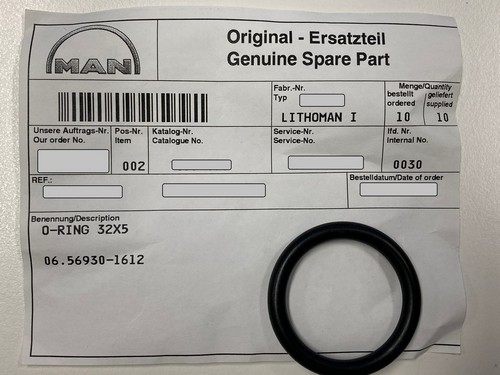 MAN
Original - Ersatzteil
Genuine Spare Part
Fabr.-Nr.
Typ
LITHOMAN I
Menge/Quantity
bestellt geliefert
ordered supplied
10 10
Unsere Auftrags-Nr.
Our order No.
Pos-Nr.
Item
002
Katalog-Nr.
Catalogue No.
Service-Nr.
Service-No.
lfd. Nr.
Internal No.
0030
REF.:
Bestelldatum/Date of order
Benennung/Description
O-RING 32X5
06.56930-1612